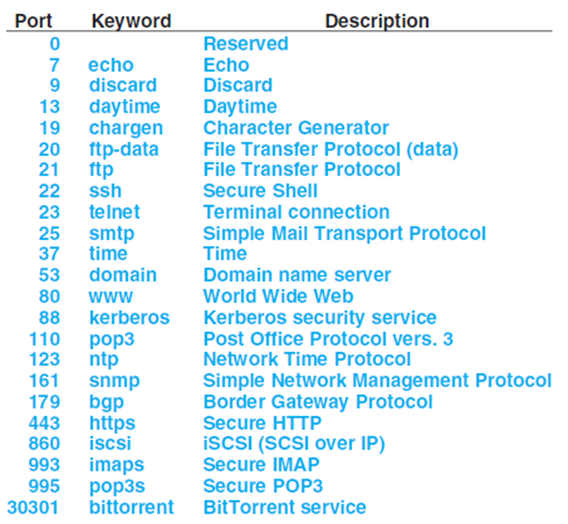 Port Keyword Description
0 Reserved
7 echo Echo
9 discard Discard
13 daytime Daytime
19 chargen Character Generator
20 ftp-data File Transfer Protocol (data)
21 ftp File Transfer Protocol
22 ssh Secure Shell
23 telnet Terminal connection
25 smtp Simple Mail Transport Protocol
37 time Time
53 domain Domain name server
80 www World Wide Web
88 kerberos Kerberos security service
110 pop3 Post Office Protocol vers. 3
123 ntp Network Time Protocol
161 snmp Simple Network Management Protocol
179 bgp Border Gateway Protocol
443 https Secure HTTP
860 iscsi iSCSI (SCSI over IP)
993 imaps Secure IMAP
995 pop3s Secure POP3
30301 bittorrent BitTorrent service